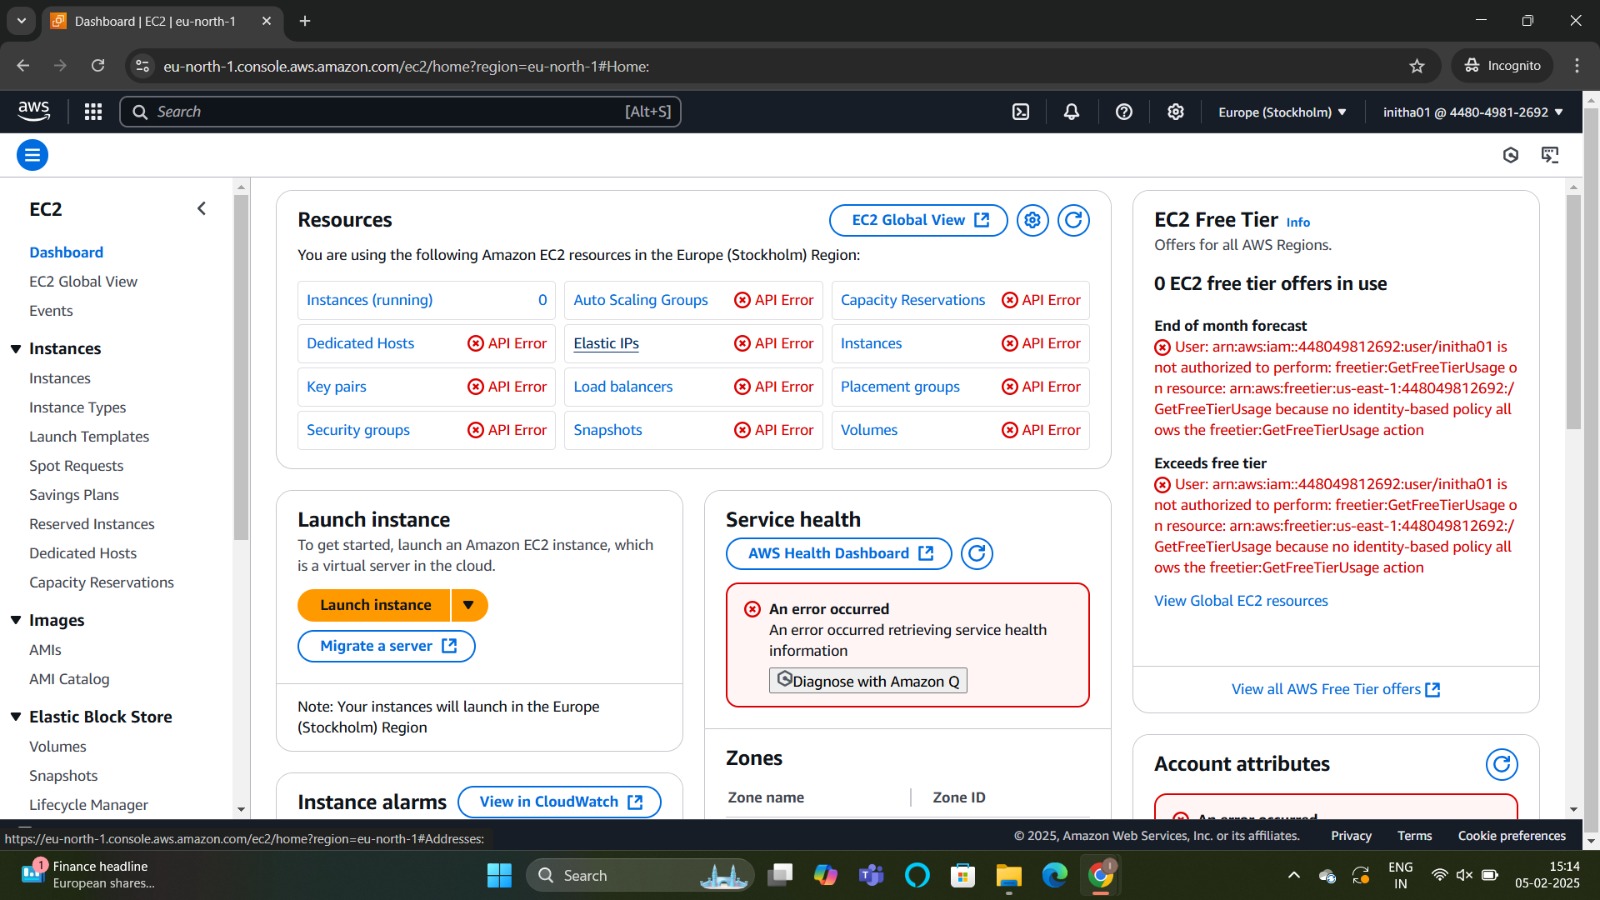 Dashboard | EC2 | eu-north-1
eu-north-1.console.aws.amazon.com/ec2/home?region=eu-north-1#Home:
Incognito
aws
Search
[Alt+S]
Europe (Stockholm)
initha01 @ 4480-4981-2692
EC2
Dashboard
EC2 Global View
Events
Instances
Instances
Instance Types
Launch Templates
Spot Requests
Savings Plans
Reserved Instances
Dedicated Hosts
Capacity Reservations
Images
AMIs
AMI Catalog
Elastic Block Store
Volumes
Snapshots
Lifecycle Manager
Resources
EC2 Global View
You are using the following Amazon EC2 resources in the Europe (Stockholm) Region:
Instances (running) 0
Auto Scaling Groups API Error
Capacity Reservations API Error
Dedicated Hosts API Error
Elastic IPs API Error
Instances API Error
Key pairs API Error
Load balancers API Error
Placement groups API Error
Security groups API Error
Snapshots API Error
Volumes API Error
Launch instance
To get started, launch an Amazon EC2 instance, which
is a virtual server in the cloud.
Launch instance
Migrate a server
Note: Your instances will launch in the Europe
(Stockholm) Region
Instance alarms
View in CloudWatch
Service health
AWS Health Dashboard
An error occurred
An error occurred retrieving service health
information
Diagnose with Amazon Q
Zones
Zone name
Zone ID
EC2 Free Tier Info
Offers for all AWS Regions.
0 EC2 free tier offers in use
End of month forecast
User: arn:aws:iam::448049812692:user/initha01 is
not authorized to perform: freetier:GetFreeTierUsage o
n resource: arn:aws:freetier:us-east-1:448049812692:/
GetFreeTierUsage because no identity-based policy all
ows the freetier:GetFreeTierUsage action
Exceeds free tier
User: arn:aws:iam::448049812692:user/initha01 is
not authorized to perform: freetier:GetFreeTierUsage o
n resource: arn:aws:freetier:us-east-1:448049812692:/
GetFreeTierUsage because no identity-based policy all
ows the freetier:GetFreeTierUsage action
View Global EC2 resources
View all AWS Free Tier offers
Account attributes
An error occurred
https://eu-north-1.console.aws.amazon.com/ec2/home?region=eu-north-1#Addresses:
© 2025, Amazon Web Services, Inc. or its affiliates.
Privacy
Terms
Cookie preferences
1
Finance headline
European shares...
Search
ENG
IN
15:14
05-02-2025